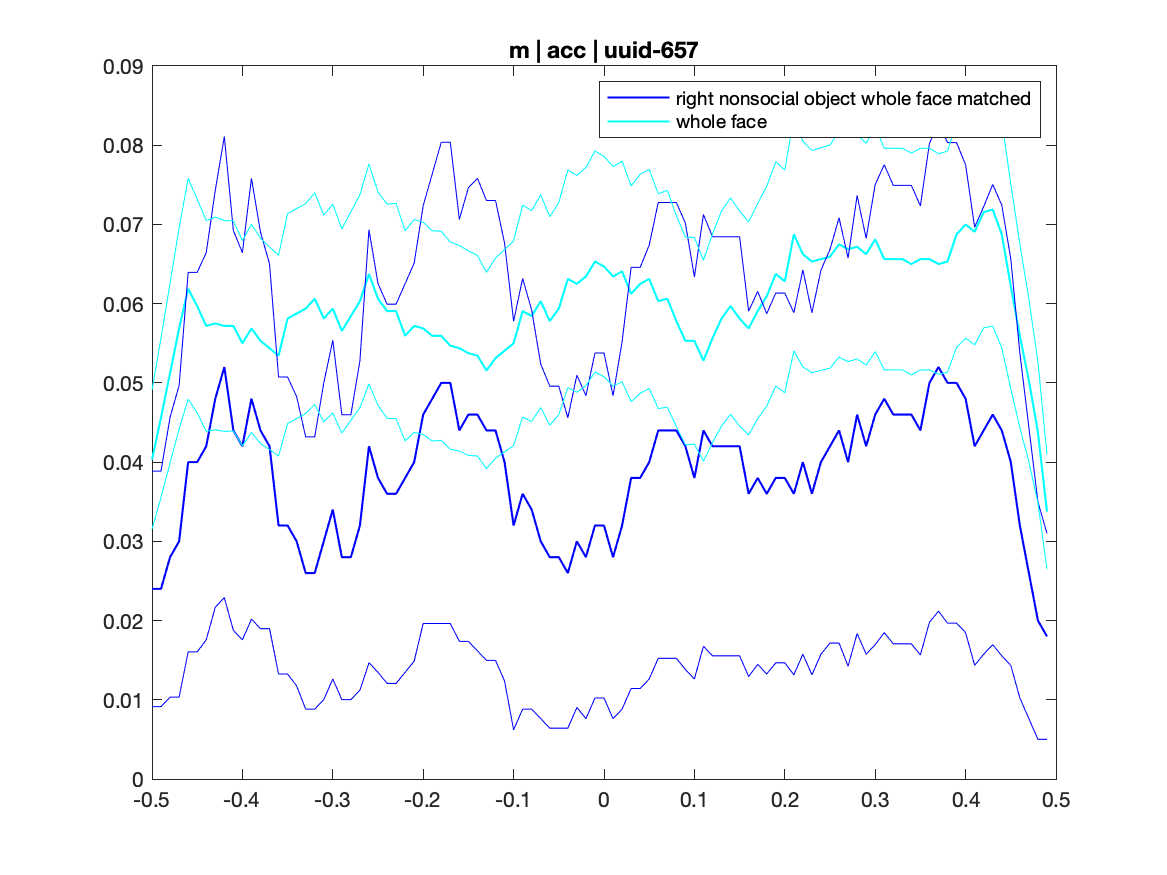 m | acc | uuid-657
right nonsocial object whole face matched
whole face
0.09
0.08
0.07
0.06
0.05
0.04
0.03
0.02
0.01
0
-0.5 -0.4 -0.3 -0.2 -0.1 0 0.1 0.2 0.3 0.4 0.5